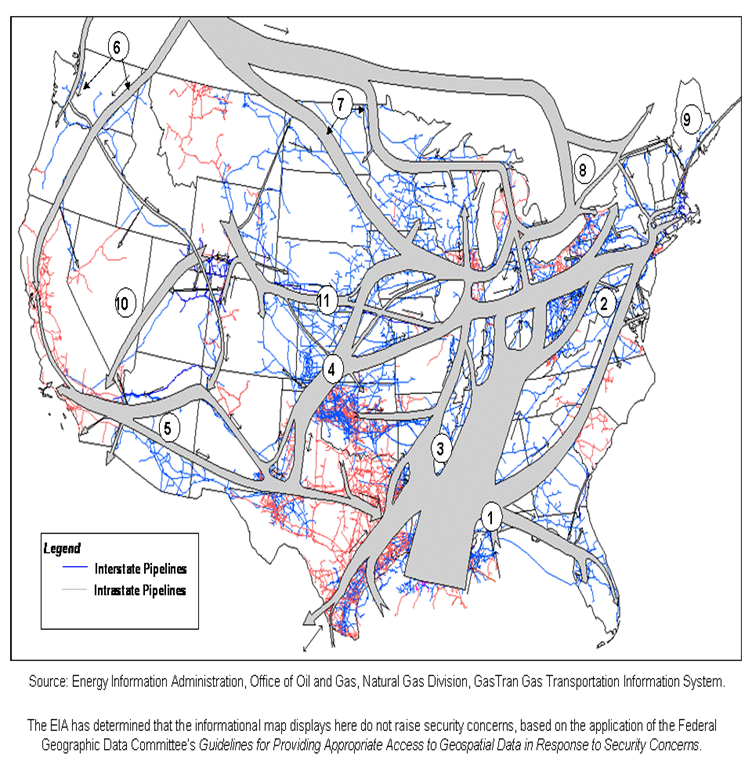 6
7
9
8
10
11
2
4
5
3
1
Legend
Interstate Pipelines
Intrastate Pipelines
Source: Energy Information Administration, Office of Oil and Gas, Natural Gas Division, GasTran Gas Transportation Information System.
The EIA has determined that the informational map displays here do not raise security concerns, based on the application of the Federal
Geographic Data Committee's Guidelines for Providing Appropriate Access to Geospatial Data in Response to Security Concerns.